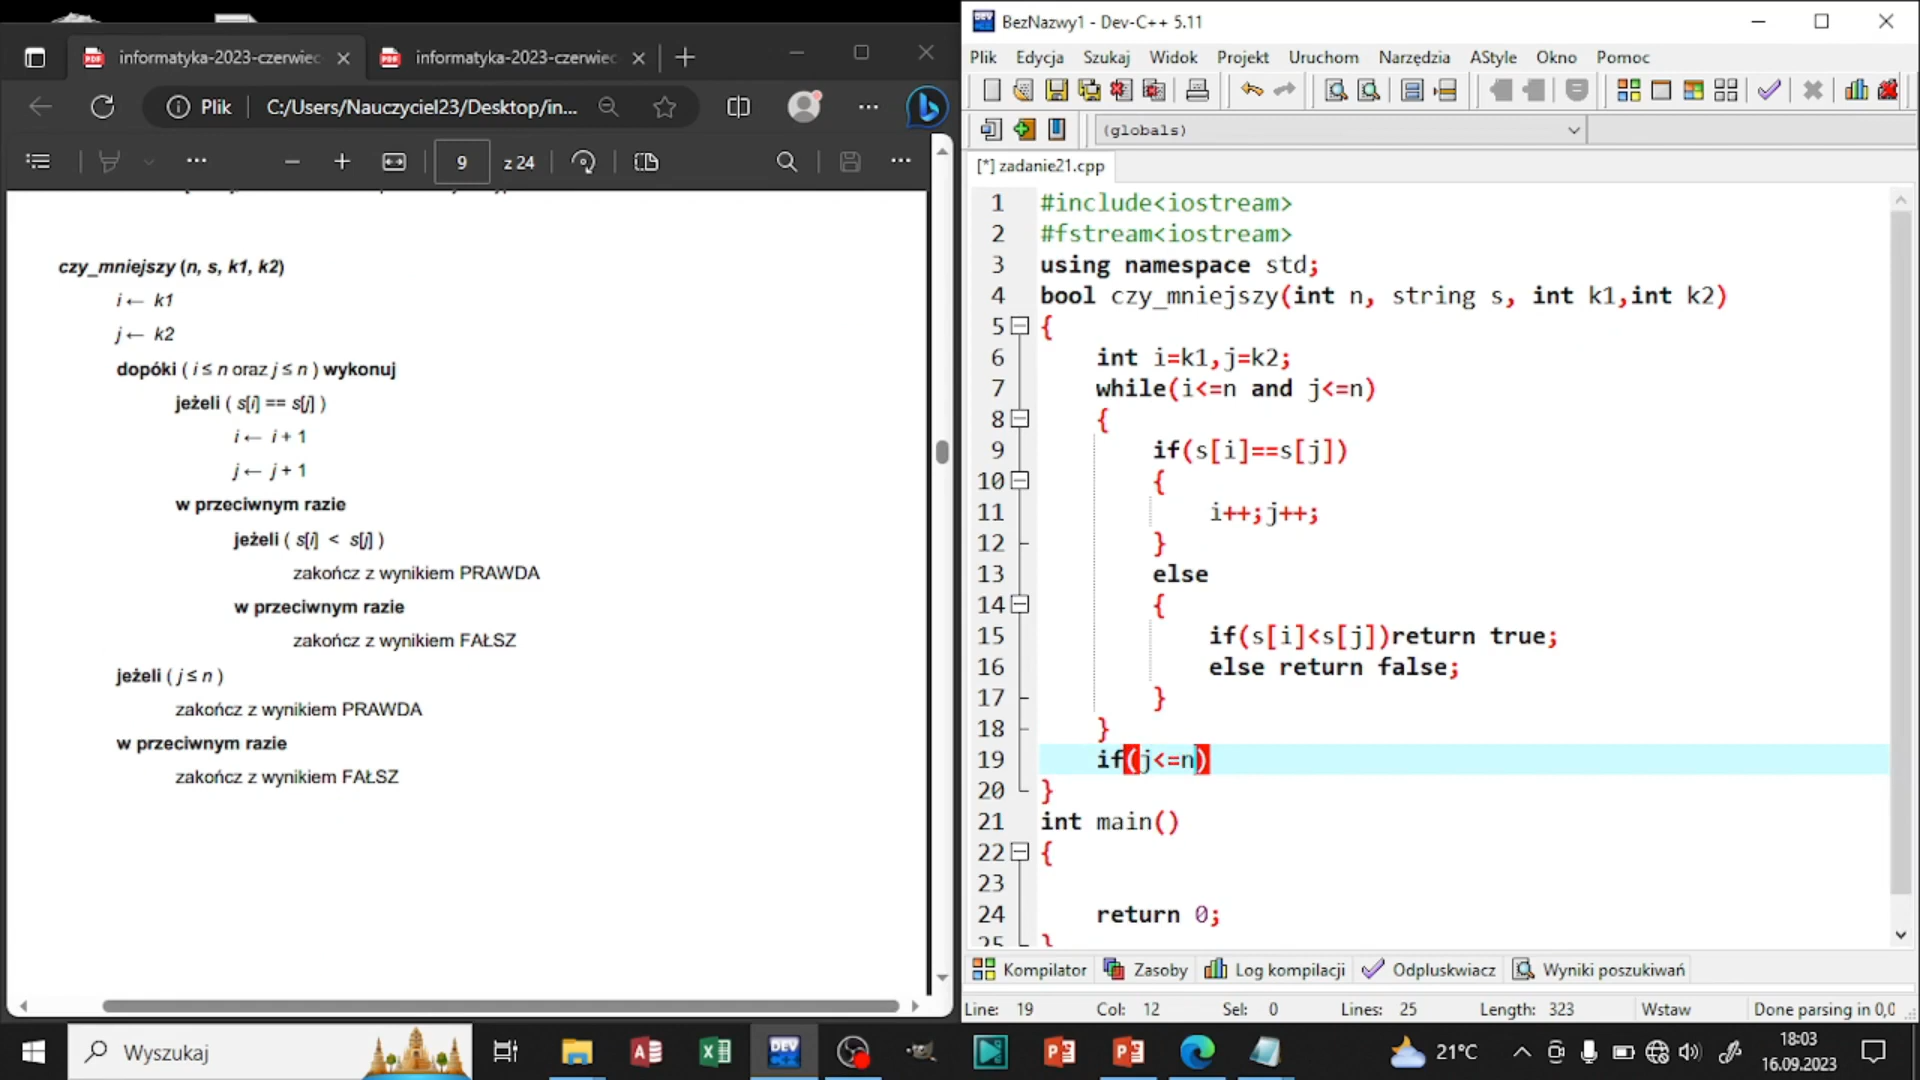 informatyka-2023-czerwiec
informatyka-2023-czerwiec
Plik
C:/Users/Nauczyciel23/Desktop/in...
9
z 24
czy_mniejszy (n, s, k1, k2)
i ← k1
j ← k2
dopóki ( i ≤ n oraz j ≤ n ) wykonuj
jeżeli ( s[i] == s[j] )
i ← i + 1
j ← j + 1
w przeciwnym razie
jeżeli ( s[i] < s[j] )
zakończ z wynikiem PRAWDA
w przeciwnym razie
zakończ z wynikiem FAŁSZ
jeżeli ( j ≤ n )
zakończ z wynikiem PRAWDA
w przeciwnym razie
zakończ z wynikiem FAŁSZ
BezNazwy1 - Dev-C++ 5.11
Plik Edycja Szukaj Widok Projekt Uruchom Narzędzia AStyle Okno Pomoc
(globals)
[*] zadanie21.cpp
1 #include<iostream>
2 #fstream<iostream>
3 using namespace std;
4 bool czy_mniejszy(int n, string s, int k1,int k2)
5 {
6 int i=k1,j=k2;
7 while(i<=n and j<=n)
8 {
9 if(s[i]==s[j])
10 {
11 i++;j++;
12 }
13 else
14 {
15 if(s[i]<s[j])return true;
16 else return false;
17 }
18 }
19 if(j<=n)
20 }
21 int main()
22 {
23
24 return 0;
25 }
Kompilator Zasoby Log kompilacji Odpluskwiacz Wyniki poszukiwań
Line: 19 Col: 12 Sel: 0 Lines: 25 Length: 323 Wstaw Done parsing in 0,0
Wyszukaj
DEV
21°C
18:03
16.09.2023